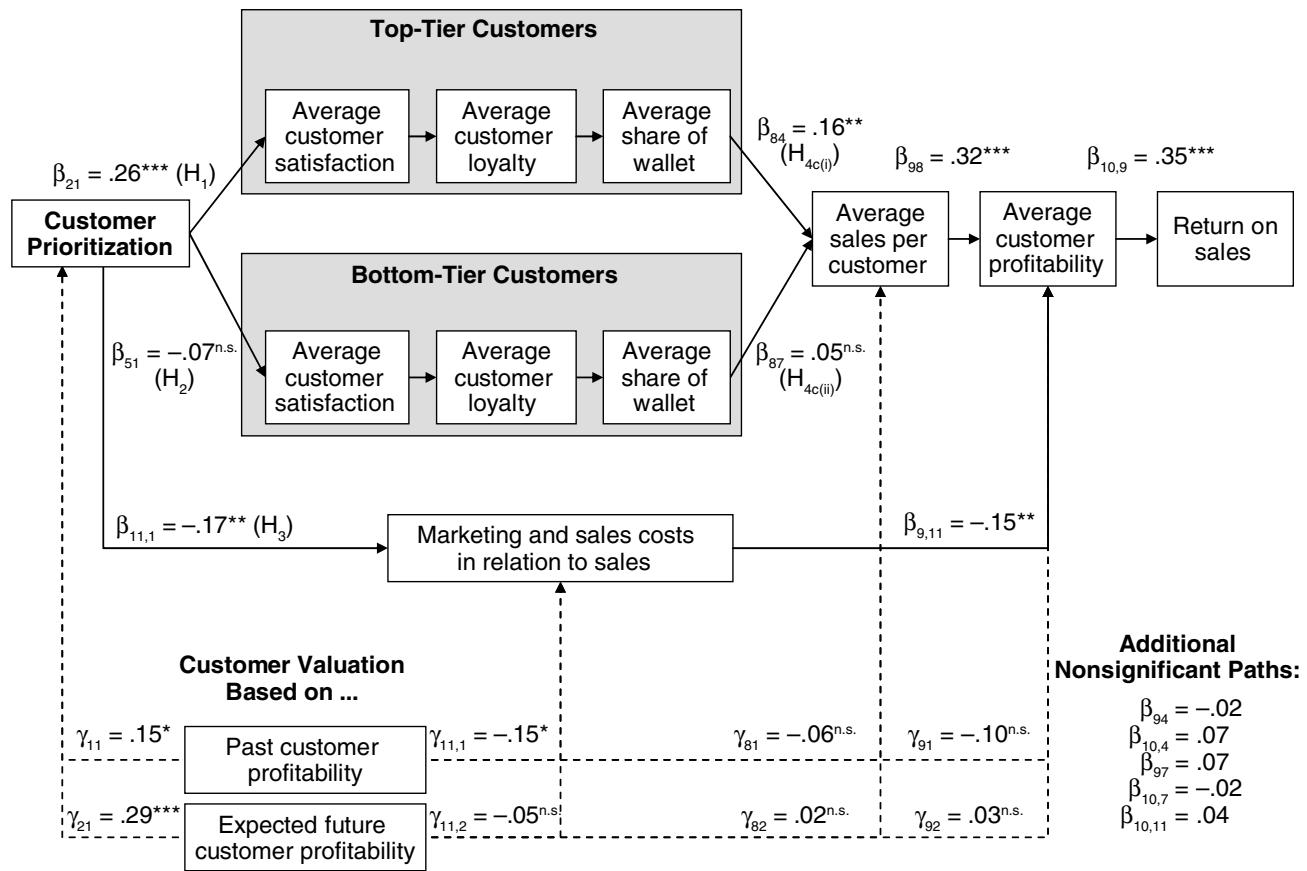 Top-Tier Customers
Average
customer
satisfaction
Average
customer
loyalty
Average
share of
wallet
β84 = .16**
(H4c(i))
β98 = .32***
β10,9 = .35***
β21 = .26*** (H1)
Customer
Prioritization
Average
sales per
customer
Average
customer
profitability
Return on
sales
Bottom-Tier Customers
Average
customer
satisfaction
Average
customer
loyalty
Average
share of
wallet
β51 = –.07n.s.
(H2)
β87 = .05n.s.
(H4c(ii))
β11,1 = –.17** (H3)
Marketing and sales costs
in relation to sales
β9,11 = –.15**
Customer Valuation
Based on ...
γ11 = .15*
Past customer
profitability
γ11,1 = –.15*
γ81 = –.06n.s.
γ91 = –.10n.s.
γ21 = .29***
Expected future
customer profitability
γ11,2 = –.05n.s.
γ82 = .02n.s.
γ92 = .03n.s.
Additional
Nonsignificant Paths:
β94 = –.02
β10,4 = .07
β97 = .07
β10,7 = –.02
β10,11 = .04